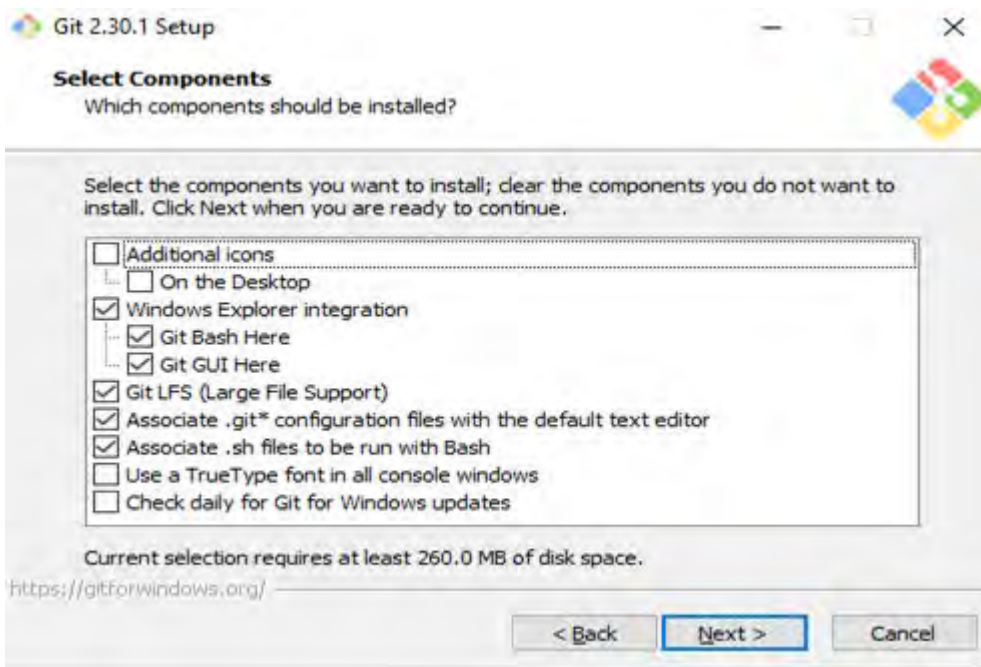 Git 2.30.1 Setup
Select Components
Which components should be installed?
Select the components you want to install; clear the components you do not want to
install. Click Next when you are ready to continue.
Additional icons
On the Desktop
Windows Explorer integration
Git Bash Here
Git GUI Here
Git LFS (Large File Support)
Associate .git* configuration files with the default text editor
Associate .sh files to be run with Bash
Use a TrueType font in all console windows
Check daily for Git for Windows updates
Current selection requires at least 260.0 MB of disk space.
https://gitforwindows.org/
< Back
Next >
Cancel